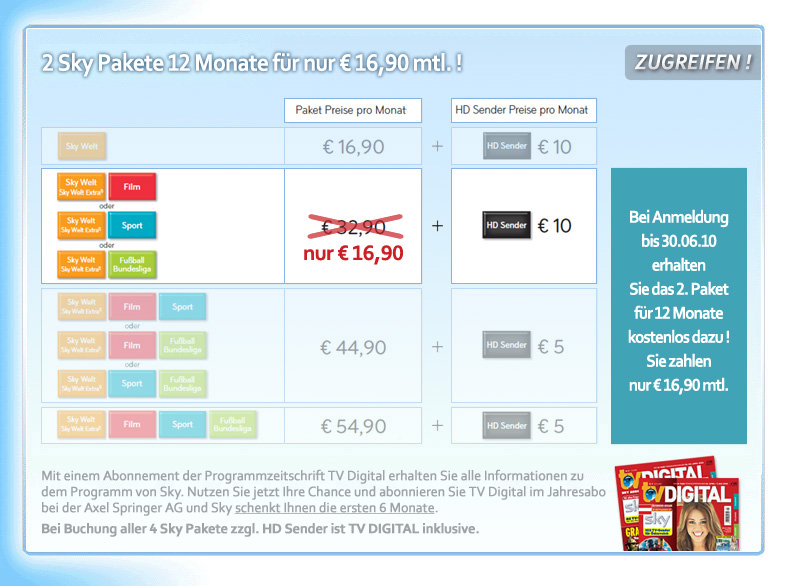 2 Sky Pakete 12 Monate für nur € 16,90 mtl. !
ZUGREIFEN !
Paket Preise pro Monat
HD Sender Preise pro Monat
Sky Welt
€ 16,90
+
HD Sender
€ 10
Sky Welt
Sky Welt Extra⁵
Film
oder
Sky Welt
Sky Welt Extra⁵
Sport
oder
Sky Welt
Sky Welt Extra⁵
Fußball
Bundesliga
€ 32,90
nur € 16,90
+
HD Sender
€ 10
Sky Welt
Sky Welt Extra⁵
Film
Sport
oder
Sky Welt
Sky Welt Extra⁵
Film
Fußball
Bundesliga
oder
Sky Welt
Sky Welt Extra⁵
Sport
Fußball
Bundesliga
€ 44,90
+
HD Sender
€ 5
Sky Welt
Sky Welt Extra⁵
Film
Sport
Fußball
Bundesliga
€ 54,90
+
HD Sender
€ 5
Bei Anmeldung
bis 30.06.10
erhalten
Sie das 2. Paket
für 12 Monate
kostenlos dazu !
Sie zahlen
nur € 16,90 mtl.
Mit einem Abonnement der Programmzeitschrift TV Digital erhalten Sie alle Informationen zu
dem Programm von Sky. Nutzen Sie jetzt Ihre Chance und abonnieren Sie TV Digital im Jahresabo
bei der Axel Springer AG und Sky schenkt Ihnen die ersten 6 Monate.
Bei Buchung aller 4 Sky Pakete zzgl. HD Sender ist TV DIGITAL inklusive.
TV DIGITAL
sky